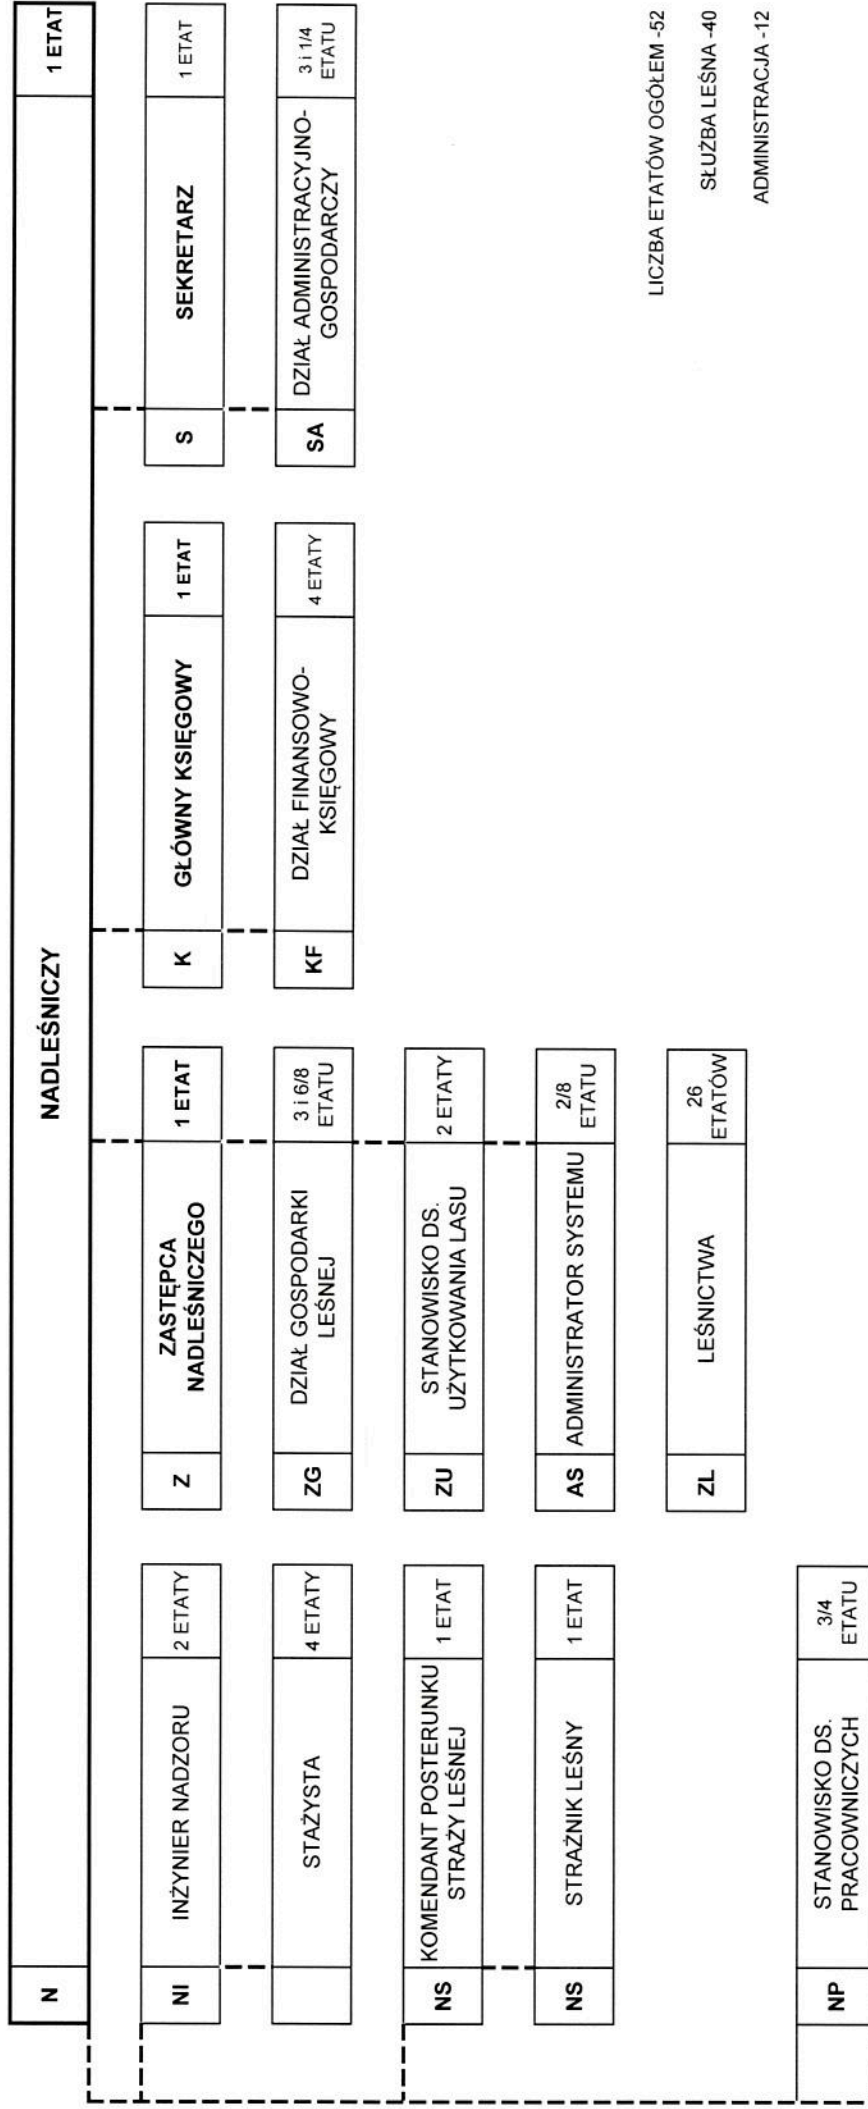 N
NADLEŚNICZY
1 ETAT
NI
INŻYNIER NADZORU
2 ETATY
Z
ZASTĘPCA
NADLEŚNICZEGO
1 ETAT
K
GŁÓWNY KSIĘGOWY
1 ETAT
S
SEKRETARZ
1 ETAT
STAŻYSTA
4 ETATY
ZG
DZIAŁ GOSPODARKI
LEŚNEJ
3 i 6/8
ETATU
KF
DZIAŁ FINANSOWO-
KSIĘGOWY
4 ETATY
SA
DZIAŁ ADMINISTRACYJNO-
GOSPODARCZY
3 i 1/4
ETATU
NS
KOMENDANT POSTERUNKU
STRAŻY LEŚNEJ
1 ETAT
ZU
STANOWISKO DS.
UŻYTKOWANIA LASU
2 ETATY
NS
STRAŻNIK LEŚNY
1 ETAT
AS
ADMINISTRATOR SYSTEMU
2/8
ETATU
ZL
LEŚNICTWA
26
ETATÓW
NP
STANOWISKO DS.
PRACOWNICZYCH
3/4
ETATU
LICZBA ETATÓW OGÓŁEM -52
SŁUŻBA LEŚNA -40
ADMINISTRACJA -12